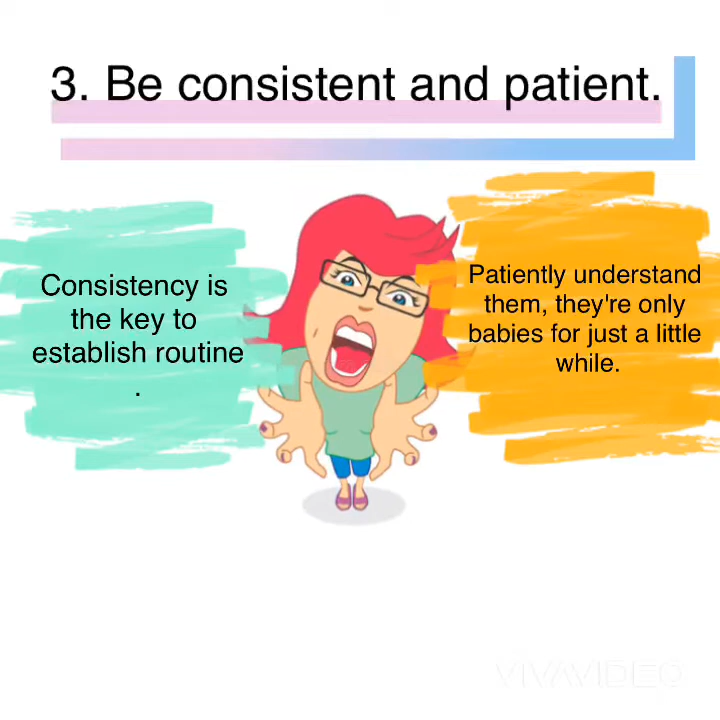 3. Be consistent and patient.
Consistency is
the key to
establish routine
.
Patiently understand
them, they're only
babies for just a little
while.
VIVAVIDEO